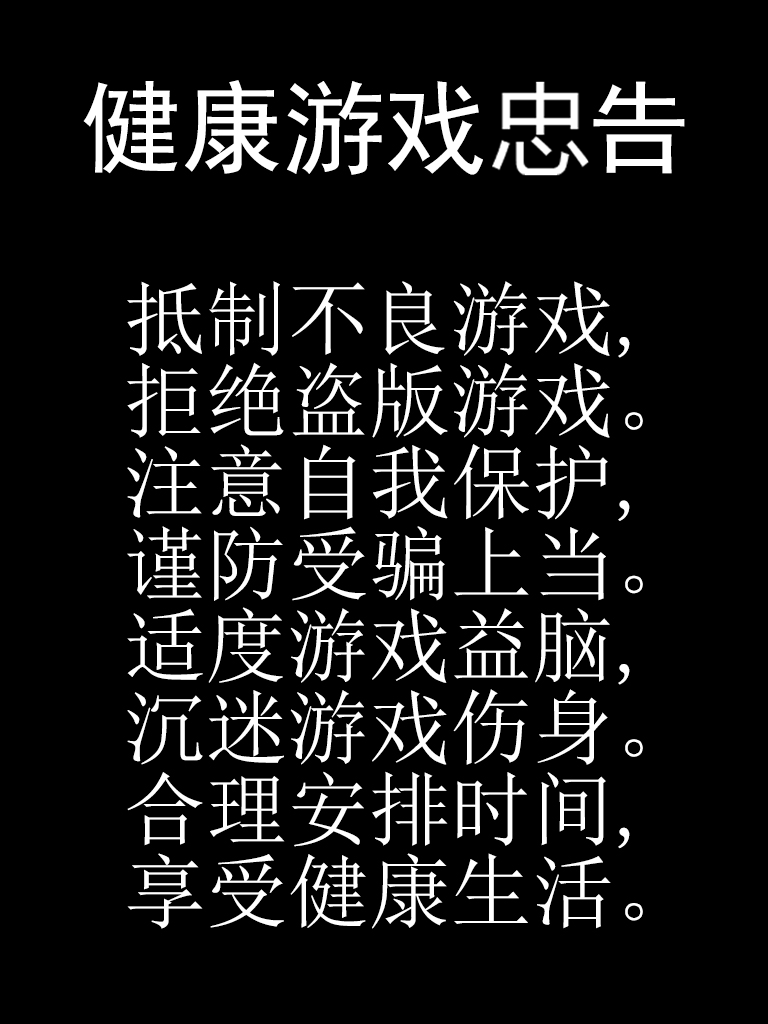 健康游戏忠告
抵制不良游戏,
拒绝盗版游戏。
注意自我保护,
谨防受骗上当。
适度游戏益脑,
沉迷游戏伤身。
合理安排时间,
享受健康生活。